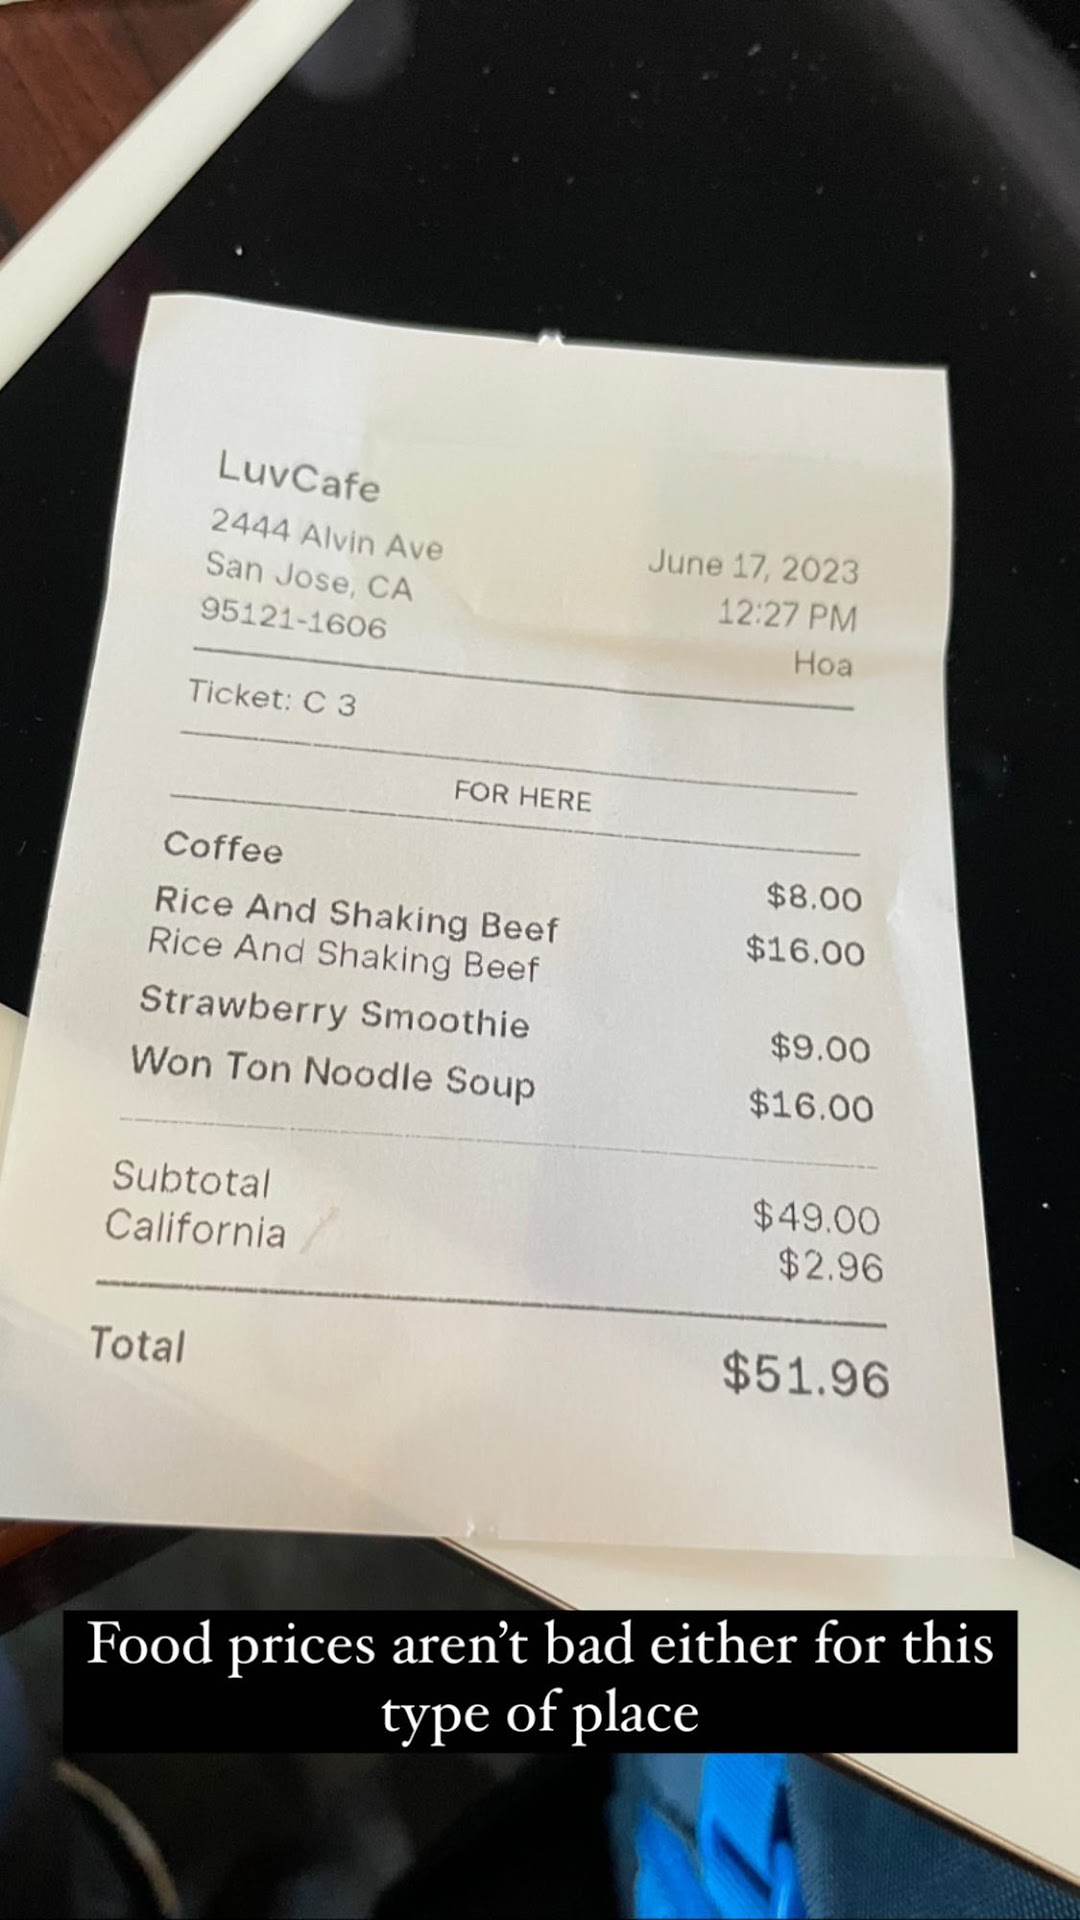 LuvCafe
2444 Alvin Ave
San Jose, CA
95121-1606
June 17, 2023
12:27 PM
Hoa
Ticket: C 3
FOR HERE
Coffee $8.00
Rice And Shaking Beef $16.00
Rice And Shaking Beef
Strawberry Smoothie $9.00
Won Ton Noodle Soup $16.00
Subtotal $49.00
California $2.96
Total $51.96
Food prices aren’t bad either for this
type of place